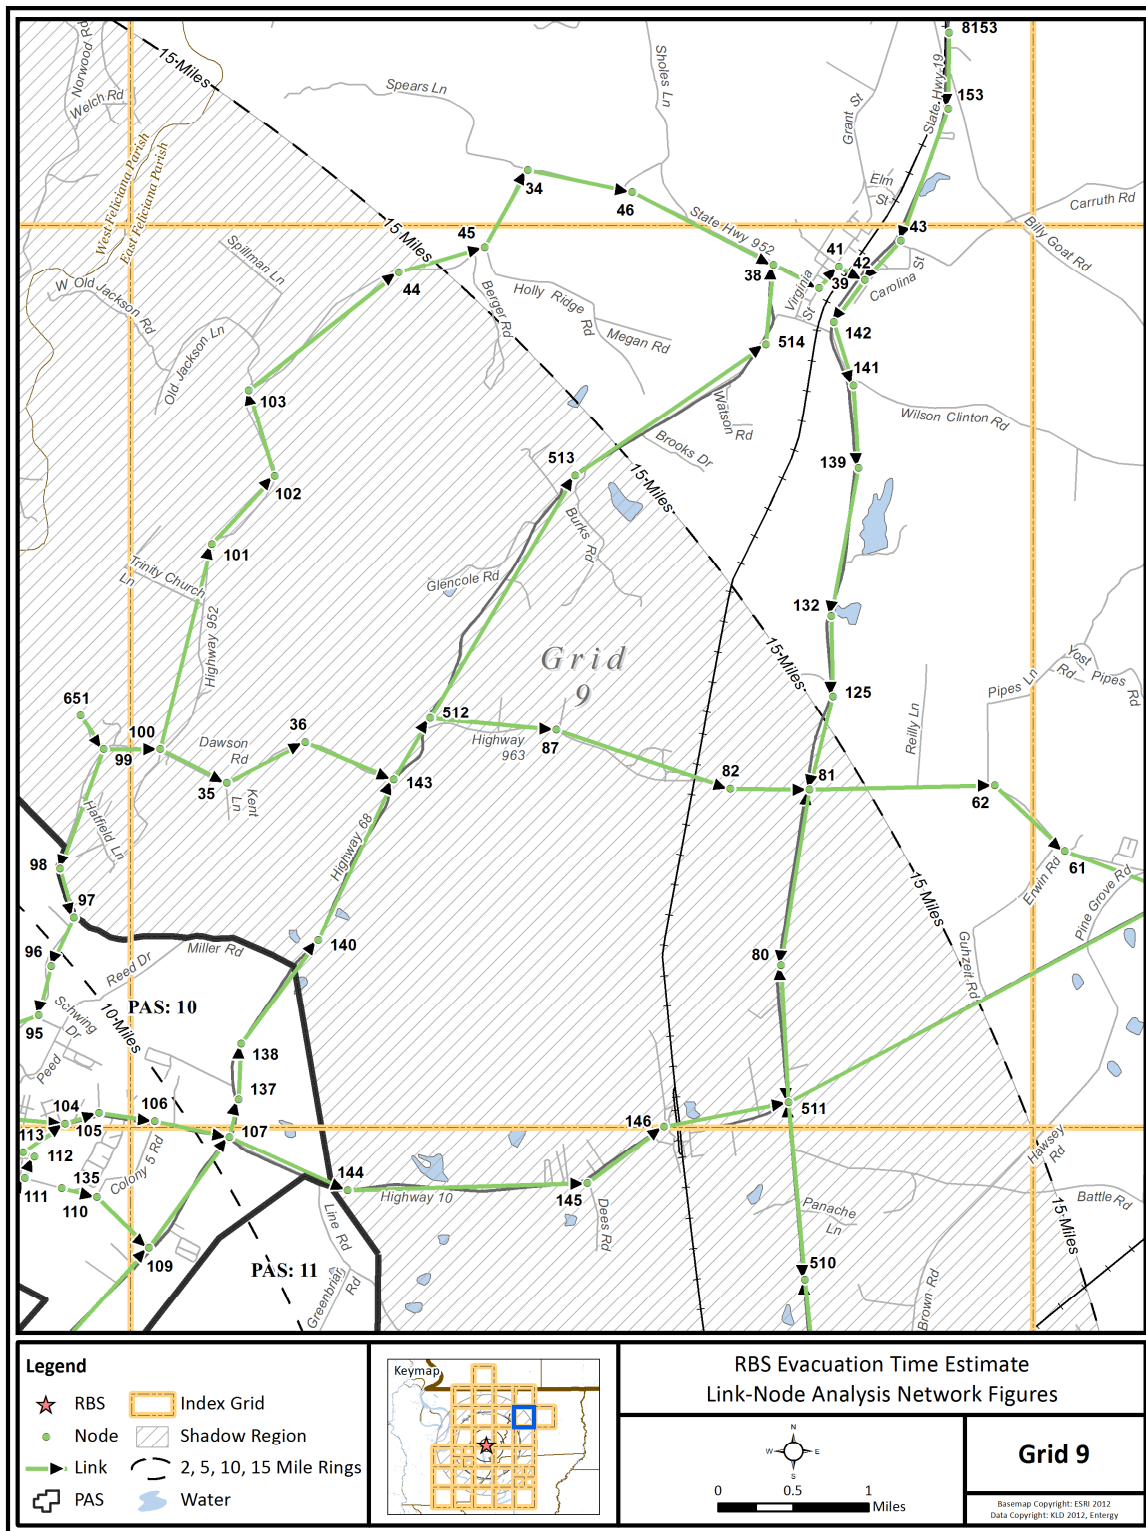 8153
153
State Hwy 19
Norwood Rd
Welch Rd
15 Miles
Spears Ln
Sholes Ln
Grant St
Elm
St
Carruth Rd
Billy Goat Rd
West Feliciana Parish
East Feliciana Parish
34
46
State Hwy 952
43
41
42
39
38
Virginia
St
Carolina
St
45
15 Miles
44
Spillman Ln
W Old Jackson Rd
Old Jackson Ln
Berger Rd
Holly Ridge
Rd
Megan Rd
142
514
141
103
Watson
Rd
Wilson Clinton Rd
Brooks Dr
139
513
15 Miles
102
Burks
Rd
101
Trinity Church
Ln
Glencole Rd
Highway 952
132
Grid
9
15 Miles
Yost
Rd
Pipes
Rd
Pipes Ln
125
651
100
99
Dawson
Rd
36
512
Highway
963
87
Reilly Ln
35
Kent
Ln
143
82
81
62
Hatfield Ln
Highway 68
98
97
61
Erwin Rd
Pine Grove Rd
15 Miles
96
Miller Rd
140
80
Guhzeit Rd
Reed Dr
Schwing
Dr
PAS: 10
10 Miles
95
Peed
138
137
104
105
106
107
113
112
111
135
110
Colony 5 Rd
146
511
Hawsey
Rd
144
Highway 10
145
Dees Rd
Panache
Ln
Battle Rd
15 Miles
Line Rd
109
PAS: 11
Greenbriar
Rd
510
Brown Rd
Legend
RBS
Index Grid
Node
Shadow Region
Link
2, 5, 10, 15 Mile Rings
PAS
Water
Keymap
RBS Evacuation Time Estimate
Link-Node Analysis Network Figures
N
W
E
S
0
0.5
1
Miles
Grid 9
Basemap Copyright: ESRI 2012
Data Copyright: KLD 2012, Entergy